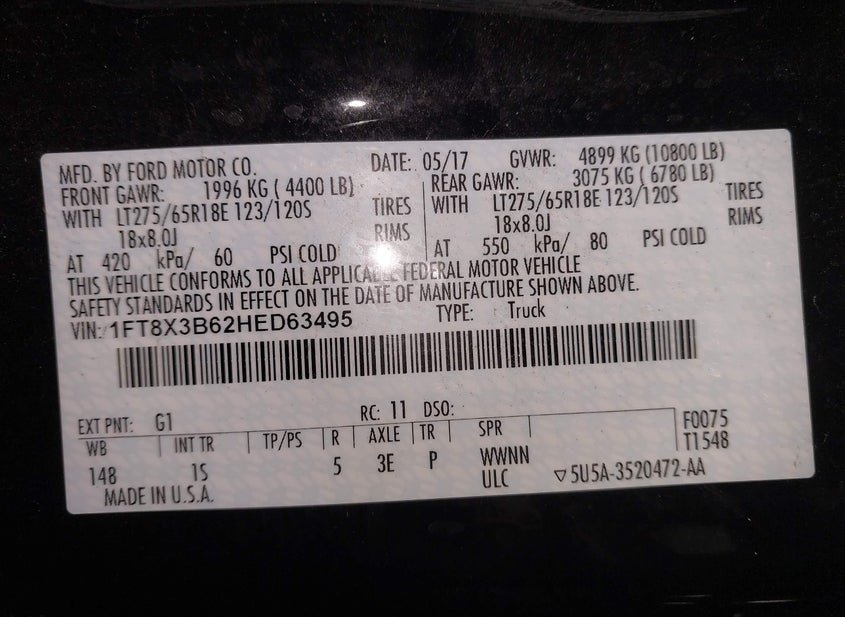 MFD. BY FORD MOTOR CO. DATE: 05/17 GVWR: 4899 KG (10800 LB)
FRONT GAWR: 1996 KG ( 4400 LB) REAR GAWR: 3075 KG ( 6780 LB)
WITH LT275/65R18E 123/120S TIRES WITH LT275/65R18E 123/120S TIRES
18x8.0J RIMS 18x8.0J RIMS
AT 420 kPa/ 60 PSI COLD AT 550 kPa/ 80 PSI COLD
THIS VEHICLE CONFORMS TO ALL APPLICABLE FEDERAL MOTOR VEHICLE
SAFETY STANDARDS IN EFFECT ON THE DATE OF MANUFACTURE SHOWN ABOVE.
VIN: 1FT8X3B62HED63495 TYPE: Truck
EXT PNT: G1 RC: 11 DSO:
WB INT TR TP/PS R AXLE TR SPR F0075
T1548
148 1S 5 3E P WWNN
ULC ▽5U5A-3520472-AA
MADE IN U.S.A.